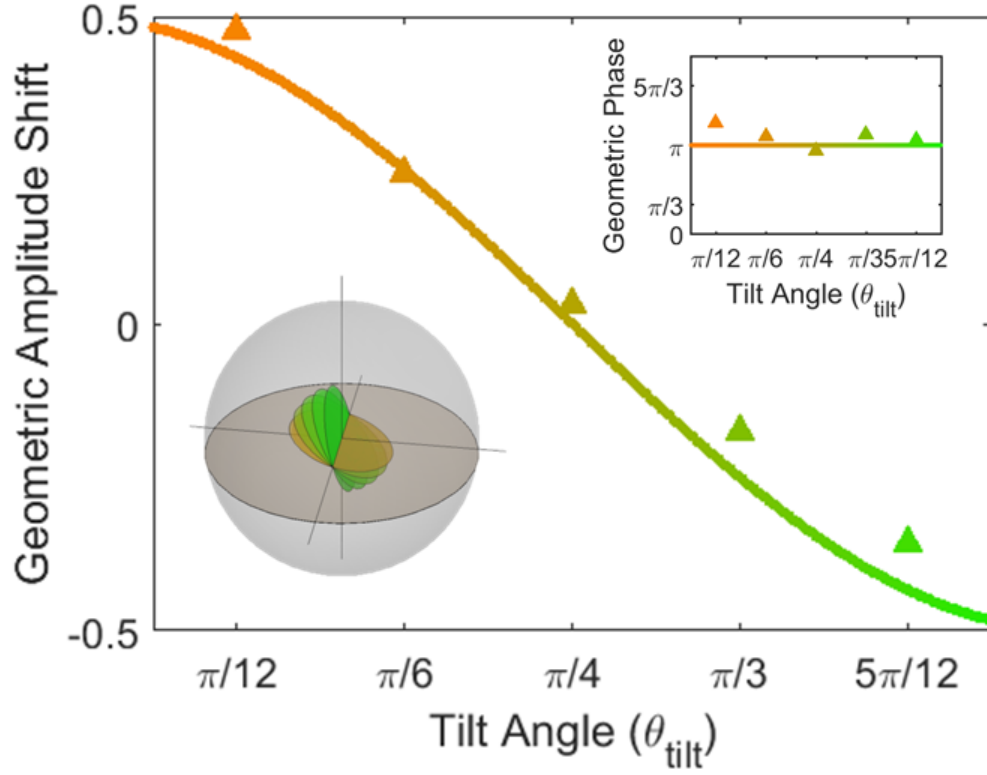 Geometric Amplitude Shift
0.5
0
-0.5
π/12 π/6 π/4 π/3 5π/12
Tilt Angle (θtilt)
Geometric Phase
5π/3
π
π/3
0
π/12 π/6 π/4 π/35π/12
Tilt Angle (θtilt)